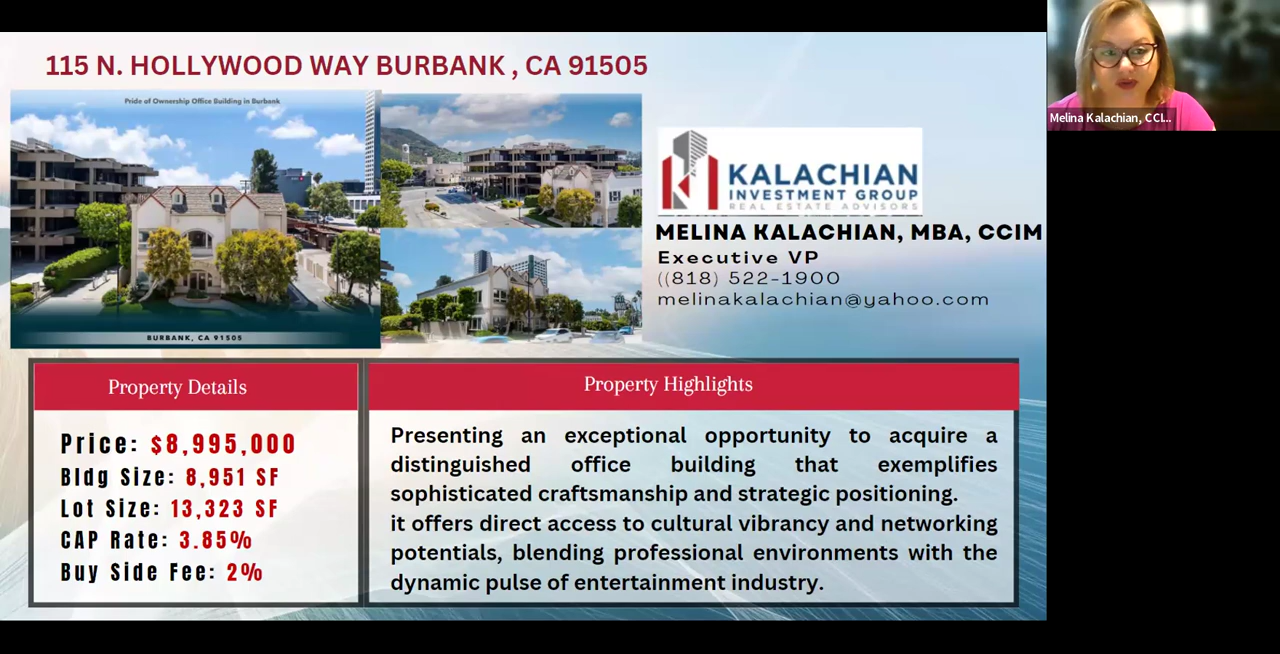 115 N. HOLLYWOOD WAY BURBANK , CA 91505
Pride of Ownership Office Building in Burbank
BURBANK, CA 91505
KALACHIAN
INVESTMENT GROUP
REAL ESTATE ADVISORS
MELINA KALACHIAN, MBA, CCIM
Executive VP
((818) 522-1900
melinakalachian@yahoo.com
Melina Kalachian, CCI...
Property Details
Price: $8,995,000
Bldg Size: 8,951 SF
Lot Size: 13,323 SF
CAP Rate: 3.85%
Buy Side Fee: 2%
Property Highlights
Presenting an exceptional opportunity to acquire a
distinguished office building that exemplifies
sophisticated craftsmanship and strategic positioning.
it offers direct access to cultural vibrancy and networking
potentials, blending professional environments with the
dynamic pulse of entertainment industry.